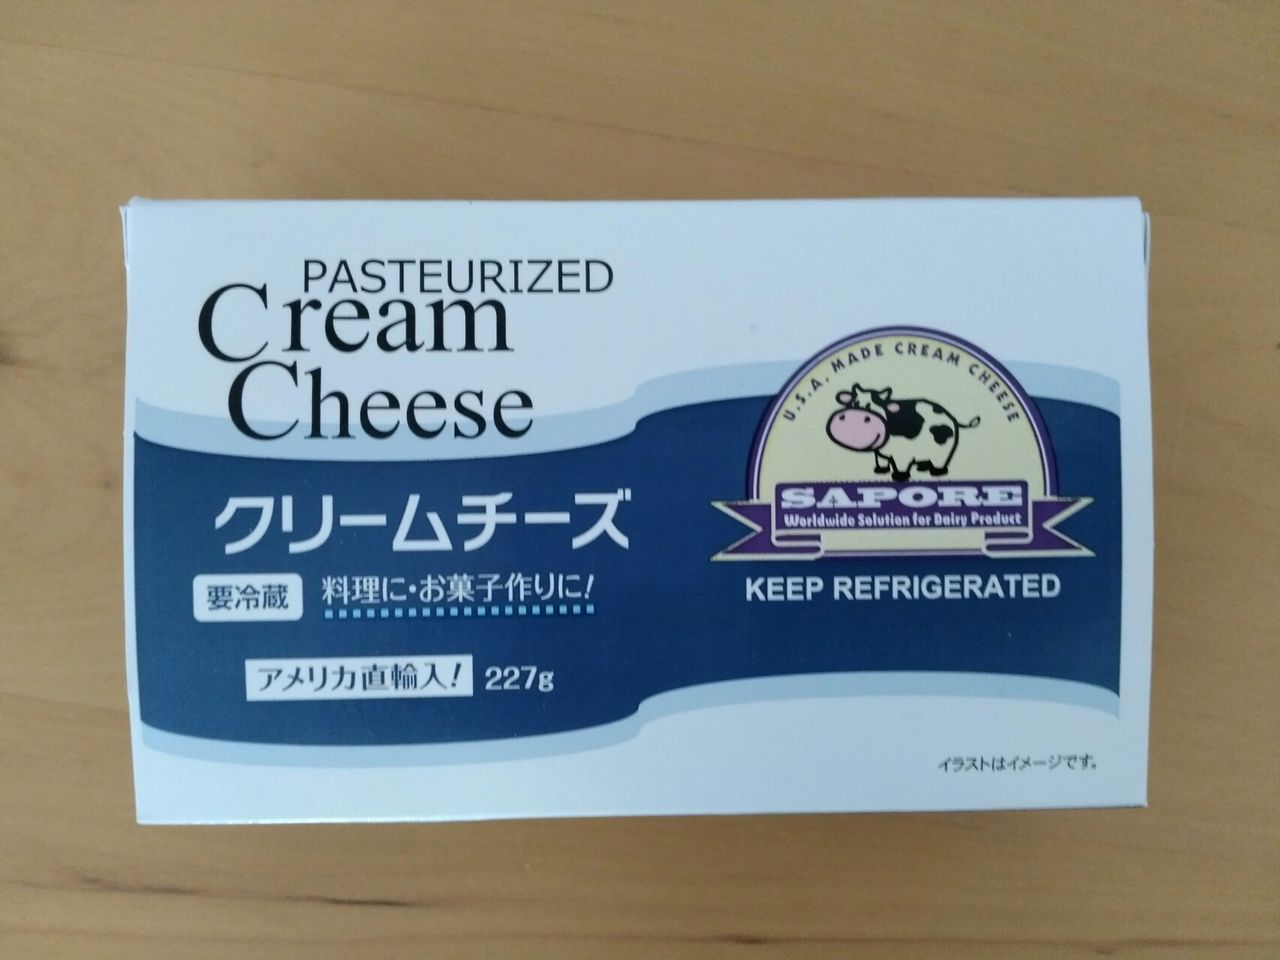 PASTEURIZED
Cream
Cheese
クリームチーズ
要冷蔵 料理に・お菓子作りに!
アメリカ直輸入! 227g
U.S.A. MADE CREAM CHEESE
SAPORE
Worldwide Solution for Dairy Product
KEEP REFRIGERATED
イラストはイメージです。